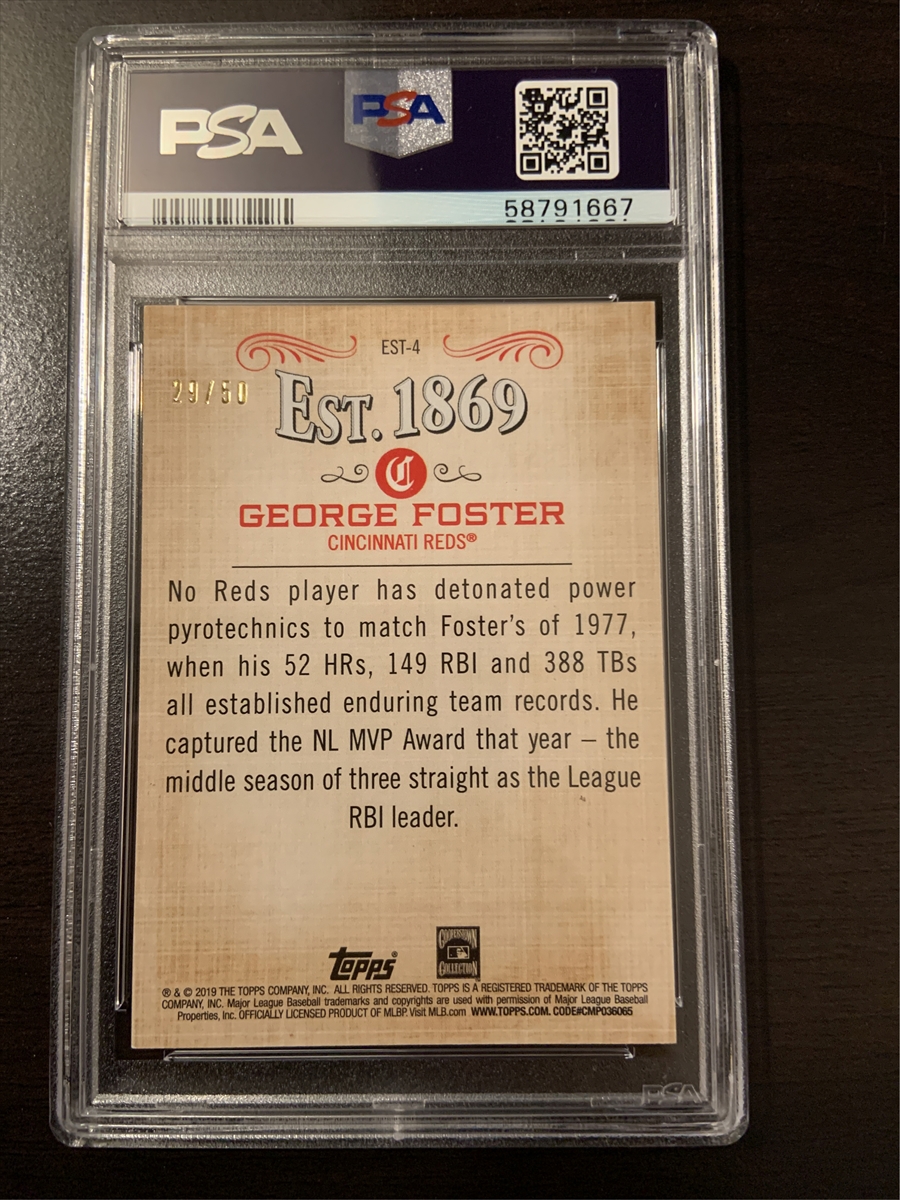 PSA
PSA
58791667
EST-4
29/50
EST. 1869
C
GEORGE FOSTER
CINCINNATI REDS®
No Reds player has detonated power
pyrotechnics to match Foster's of 1977,
when his 52 HRs, 149 RBI and 388 TBs
all established enduring team records. He
captured the NL MVP Award that year – the
middle season of three straight as the League
RBI leader.
Topps®
COOPERSTOWN
COLLECTION
® & © 2019 THE TOPPS COMPANY, INC. ALL RIGHTS RESERVED. TOPPS IS A REGISTERED TRADEMARK OF THE TOPPS
COMPANY, INC. Major League Baseball trademarks and copyrights are used with permission of Major League Baseball
Properties, Inc. OFFICIALLY LICENSED PRODUCT OF MLBP. Visit MLB.com WWW.TOPPS.COM. CODE#CMP036065
PSA